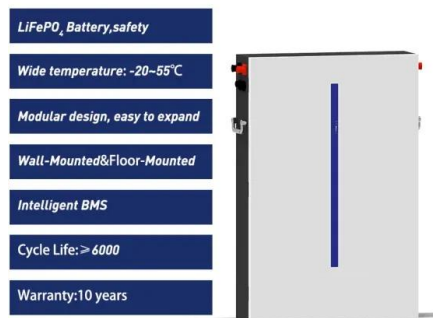 LiFePO₄ Battery,safety
Wide temperature: -20~55℃
Modular design, easy to expand
Wall-Mounted&Floor-Mounted
Intelligent BMS
Cycle Life:≥6000
Warranty:10 years